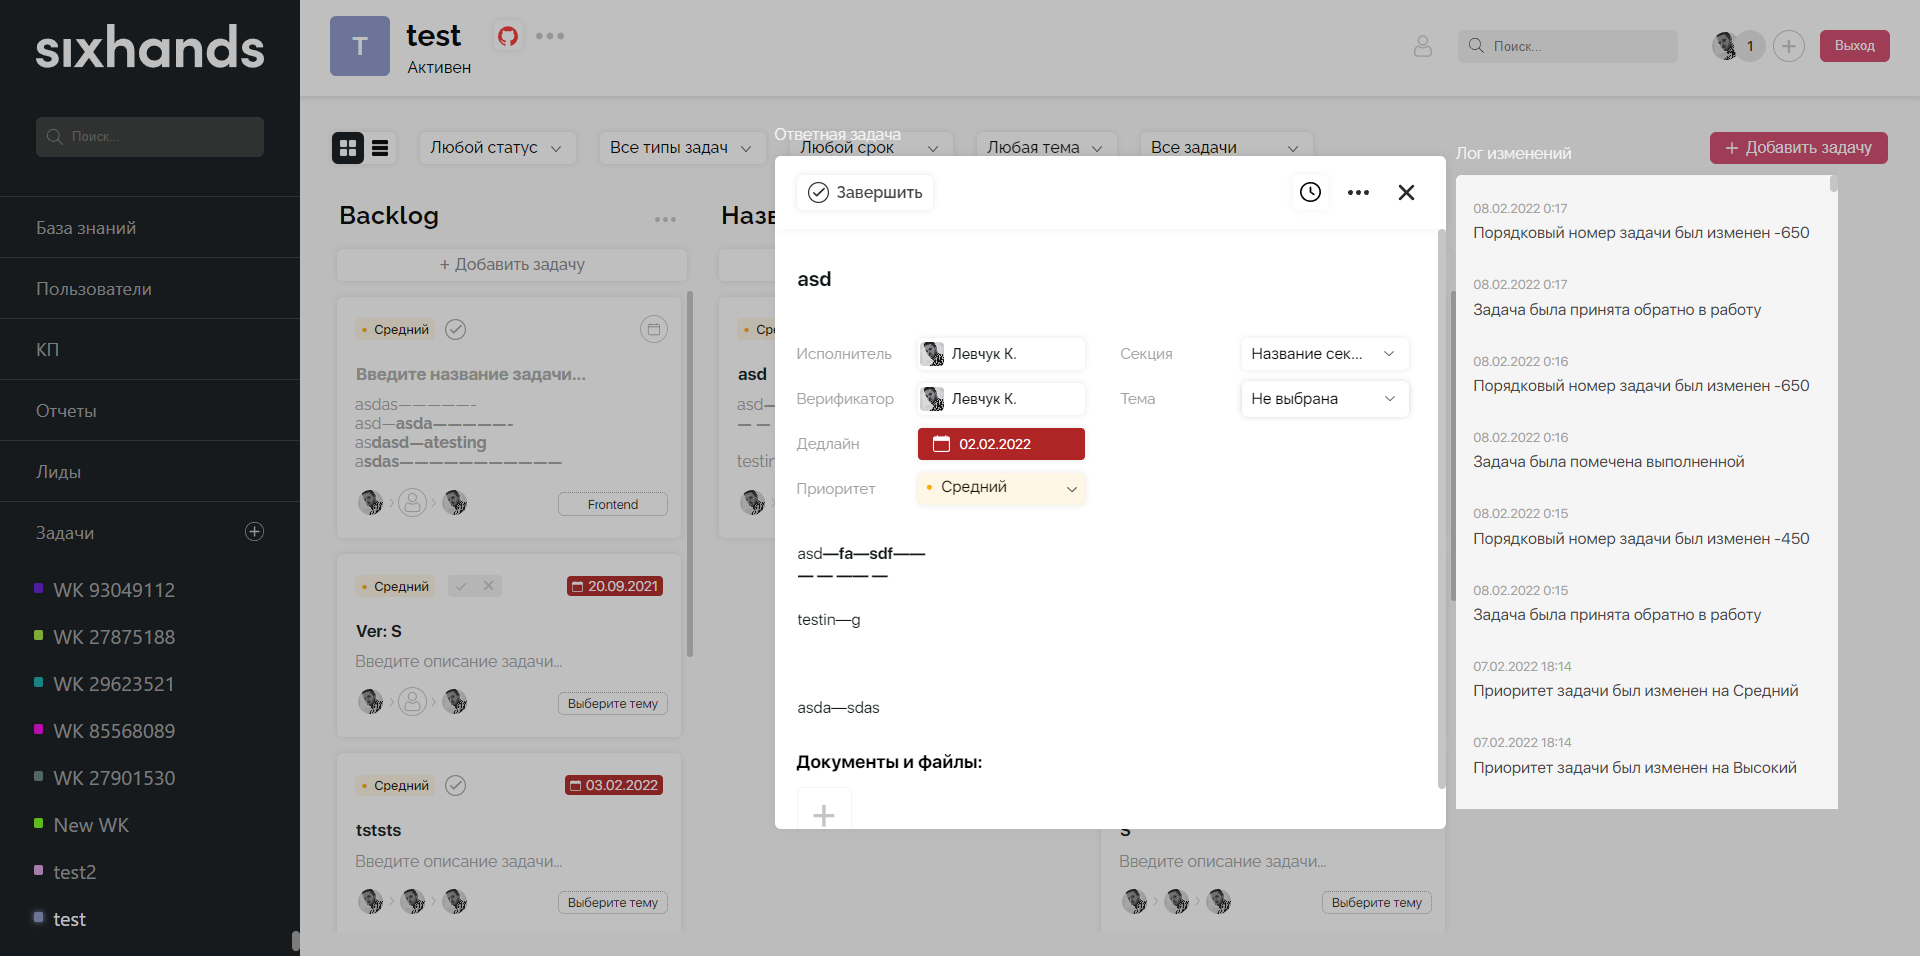 sixhands
Поиск...
База знаний
Пользователи
КП
Отчеты
Лиды
Задачи
WK 93049112
WK 27875188
WK 29623521
WK 85568089
WK 27901530
New WK
test2
test
T
test
Активен
Поиск...
1
Выход
Любой статус
Все типы задач
Любой срок
Любая тема
Все задачи
+ Добавить задачу
Backlog
+ Добавить задачу
Средний
Введите название задачи...
asdas—————-
asd—asda—————-
asdasd—atesting
asdas———————————
Frontend
Средний
20.09.2021
Ver: S
Введите описание задачи...
Выберите тему
Средний
03.02.2022
tststs
Введите описание задачи...
Выберите тему
Назв
Ср
asd
asd—
— —
testin
S
Введите описание задачи...
Выберите тему
Ответная задача
Завершить
asd
Исполнитель
Левчук К.
Секция
Название сек...
Верификатор
Левчук К.
Тема
Не выбрана
Дедлайн
02.02.2022
Приоритет
Средний
asd—fa—sdf——
— — —— —
testin—g
asda—sdas
Документы и файлы:
Лог изменений
08.02.2022 0:17
Порядковый номер задачи был изменен -650
08.02.2022 0:17
Задача была принята обратно в работу
08.02.2022 0:16
Порядковый номер задачи был изменен -650
08.02.2022 0:16
Задача была помечена выполненной
08.02.2022 0:15
Порядковый номер задачи был изменен -450
08.02.2022 0:15
Задача была принята обратно в работу
07.02.2022 18:14
Приоритет задачи был изменен на Средний
07.02.2022 18:14
Приоритет задачи был изменен на Высокий